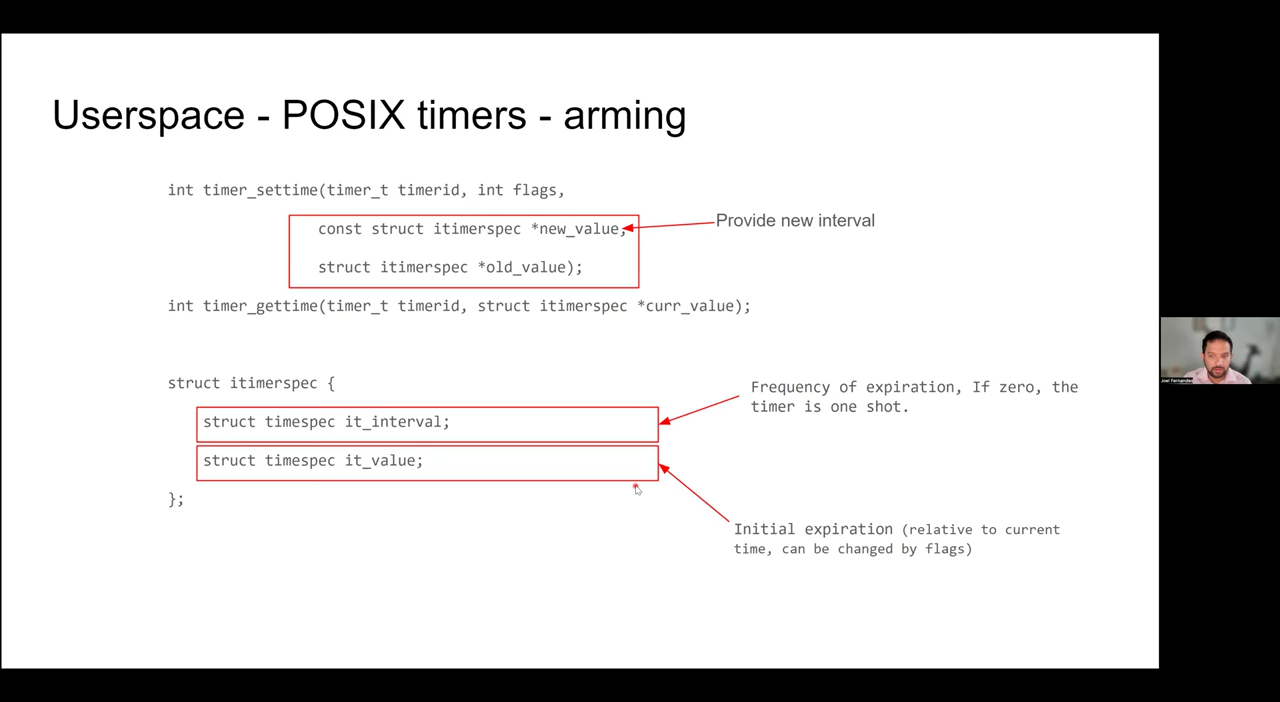 Userspace - POSIX timers - arming
int timer_settime(timer_t timerid, int flags,
const struct itimerspec *new_value,
Provide new interval
struct itimerspec *old_value);
int timer_gettime(timer_t timerid, struct itimerspec *curr_value);
struct itimerspec {
Frequency of expiration, If zero, the
timer is one shot.
struct timespec it_interval;
struct timespec it_value;
};
Initial expiration (relative to current
time, can be changed by flags)
Joel Fernandes